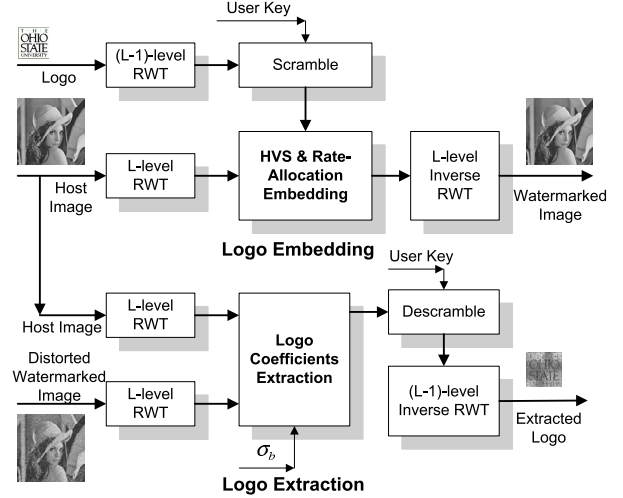 User Key
THE
OHIO
STATE
UNIVERSITY
(L-1)-level
RWT
Scramble
Logo
L-level
RWT
HVS & Rate-
Allocation
Embedding
L-level
Inverse
RWT
Host
Image
Watermarked
Image
Logo Embedding
User Key
L-level
RWT
Descramble
Host Image
Logo
Coefficients
Extraction
Distorted
Watermarked
Image
L-level
RWT
(L-1)-level
Inverse RWT
OHIO
STATE
Extracted
Logo
σb
Logo Extraction